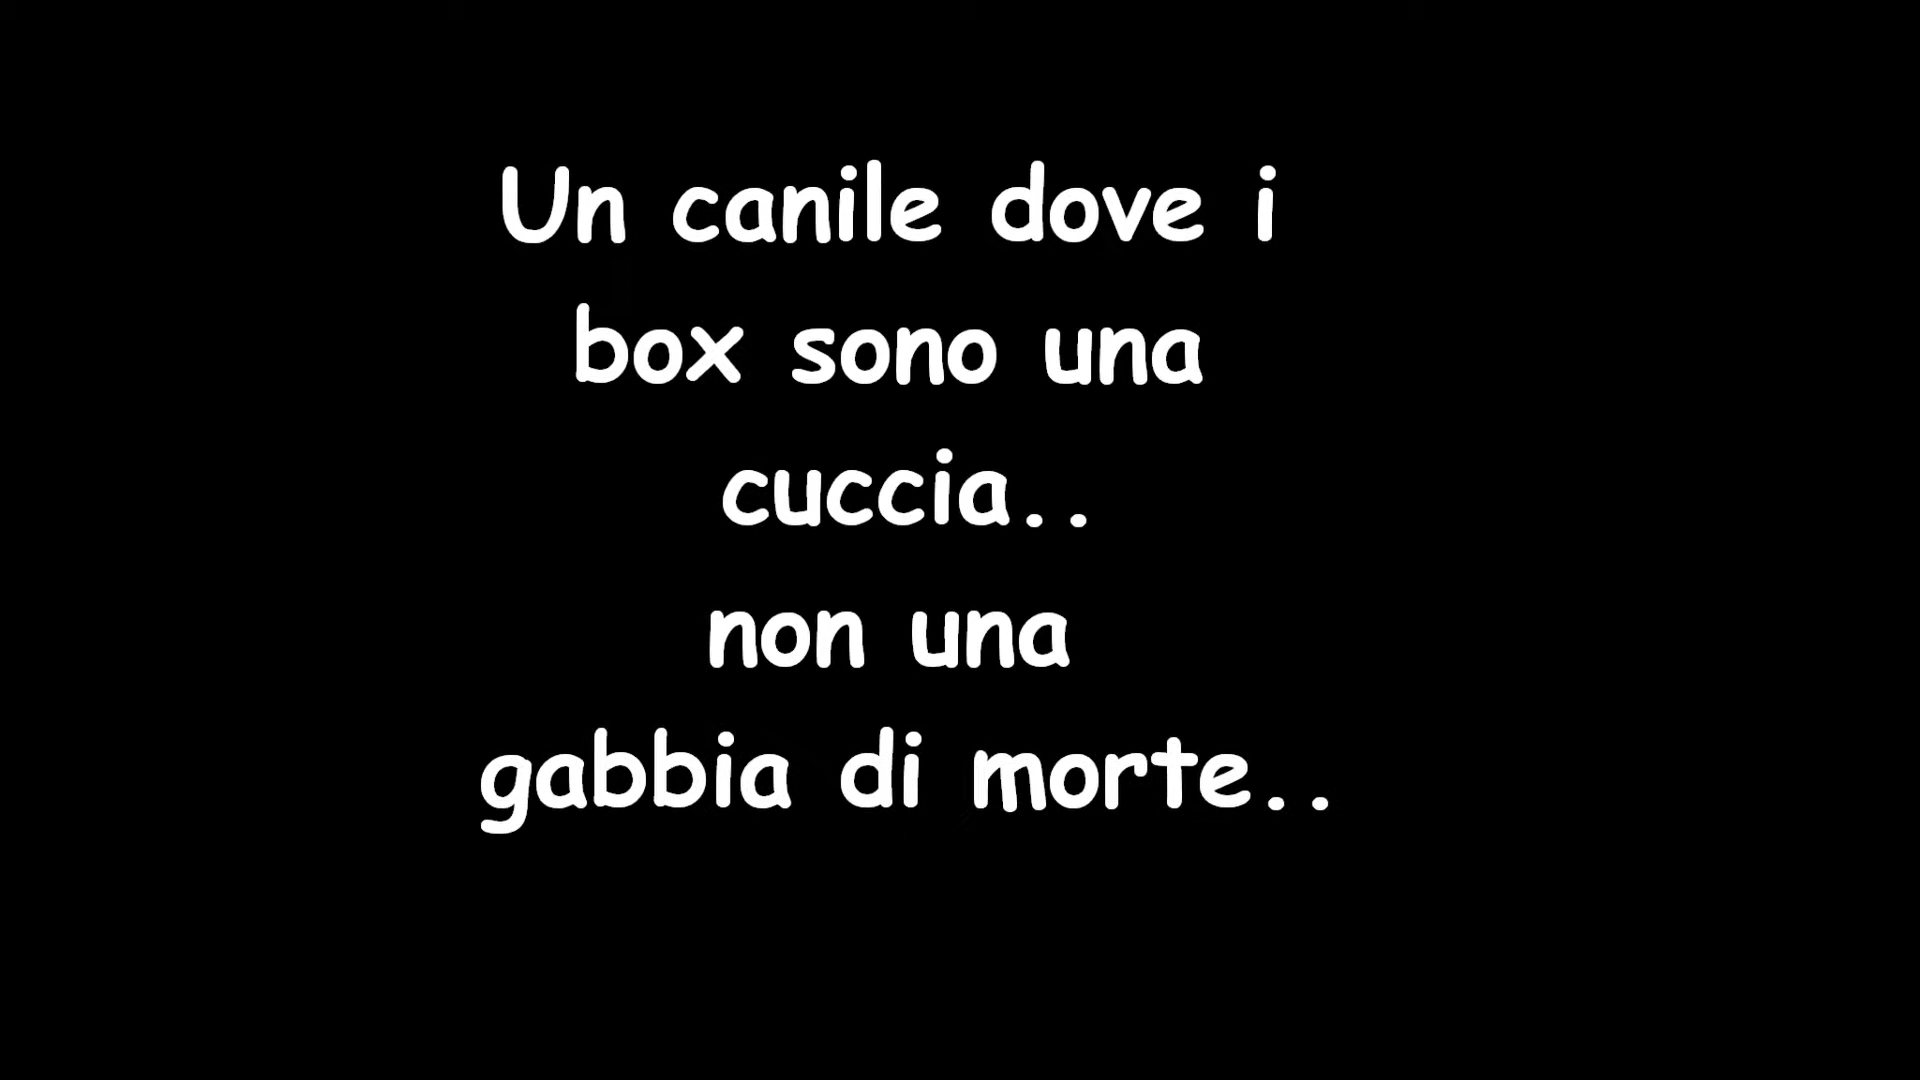 Un canile dove i
box sono una
cuccia..
non una
gabbia di morte..